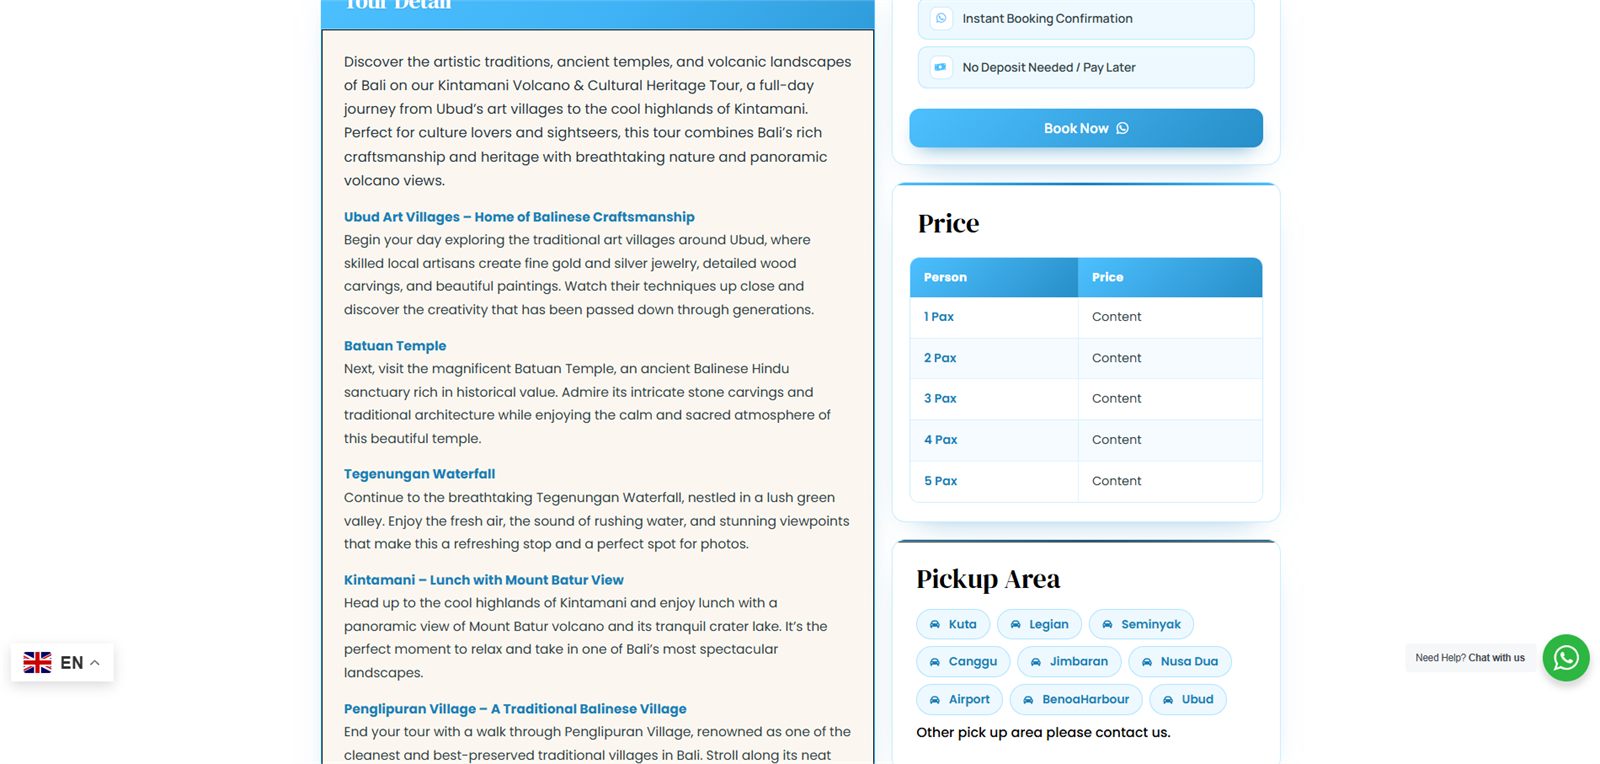 Tour Detail
Discover the artistic traditions, ancient temples, and volcanic landscapes
of Bali on our Kintamani Volcano & Cultural Heritage Tour, a full-day
journey from Ubud’s art villages to the cool highlands of Kintamani.
Perfect for culture lovers and sightseers, this tour combines Bali’s rich
craftsmanship and heritage with breathtaking nature and panoramic
volcano views.
Ubud Art Villages – Home of Balinese Craftsmanship
Begin your day exploring the traditional art villages around Ubud, where
skilled local artisans create fine gold and silver jewelry, detailed wood
carvings, and beautiful paintings. Watch their techniques up close and
discover the creativity that has been passed down through generations.
Batuan Temple
Next, visit the magnificent Batuan Temple, an ancient Balinese Hindu
sanctuary rich in historical value. Admire its intricate stone carvings and
traditional architecture while enjoying the calm and sacred atmosphere of
this beautiful temple.
Tegenungan Waterfall
Continue to the breathtaking Tegenungan Waterfall, nestled in a lush green
valley. Enjoy the fresh air, the sound of rushing water, and stunning viewpoints
that make this a refreshing stop and a perfect spot for photos.
Kintamani – Lunch with Mount Batur View
Head up to the cool highlands of Kintamani and enjoy lunch with a
panoramic view of Mount Batur volcano and its tranquil crater lake. It’s the
perfect moment to relax and take in one of Bali’s most spectacular
landscapes.
Penglipuran Village – A Traditional Balinese Village
End your tour with a walk through Penglipuran Village, renowned as one of the
cleanest and best-preserved traditional villages in Bali. Stroll along its neat
Instant Booking Confirmation
No Deposit Needed / Pay Later
Book Now
Price
Person Price
1 Pax Content
2 Pax Content
3 Pax Content
4 Pax Content
5 Pax Content
Pickup Area
Kuta Legian Seminyak
Canggu Jimbaran Nusa Dua
Airport BenoaHarbour Ubud
Other pick up area please contact us.
EN
Need Help? Chat with us